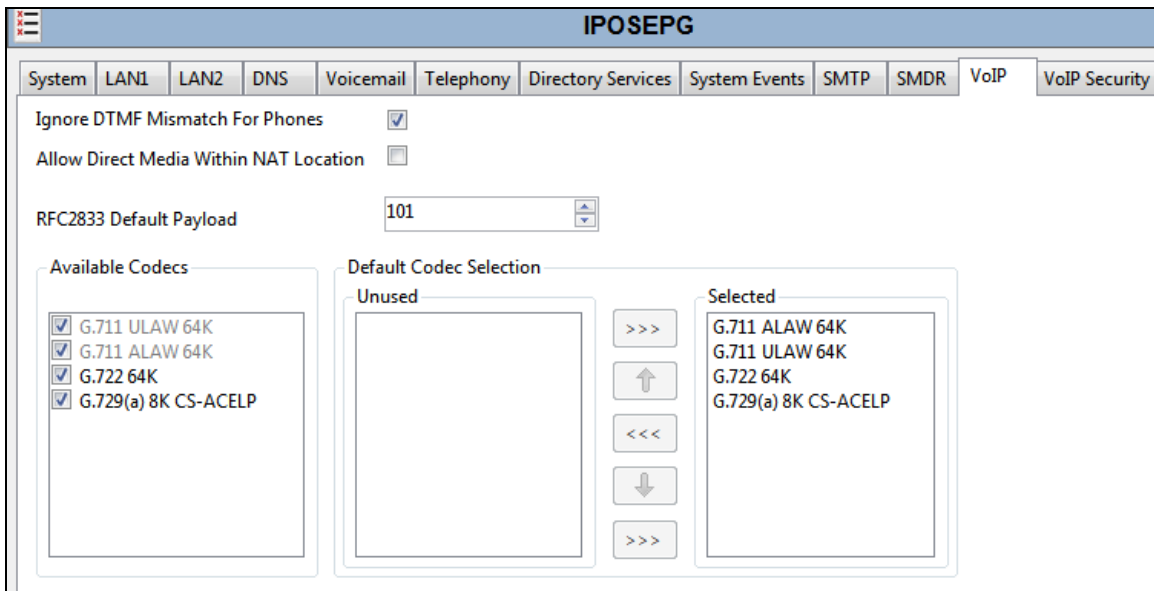 IPOSEPG
System LAN1 LAN2 DNS Voicemail Telephony Directory Services System Events SMTP SMDR VoIP VoIP Security
Ignore DTMF Mismatch For Phones
Allow Direct Media Within NAT Location
RFC2833 Default Payload 101
Available Codecs
G.711 ULAW 64K
G.711 ALAW 64K
G.722 64K
G.729(a) 8K CS-ACELP
Default Codec Selection
Unused
>>>
<<<
>>>
Selected
G.711 ALAW 64K
G.711 ULAW 64K
G.722 64K
G.729(a) 8K CS-ACELP